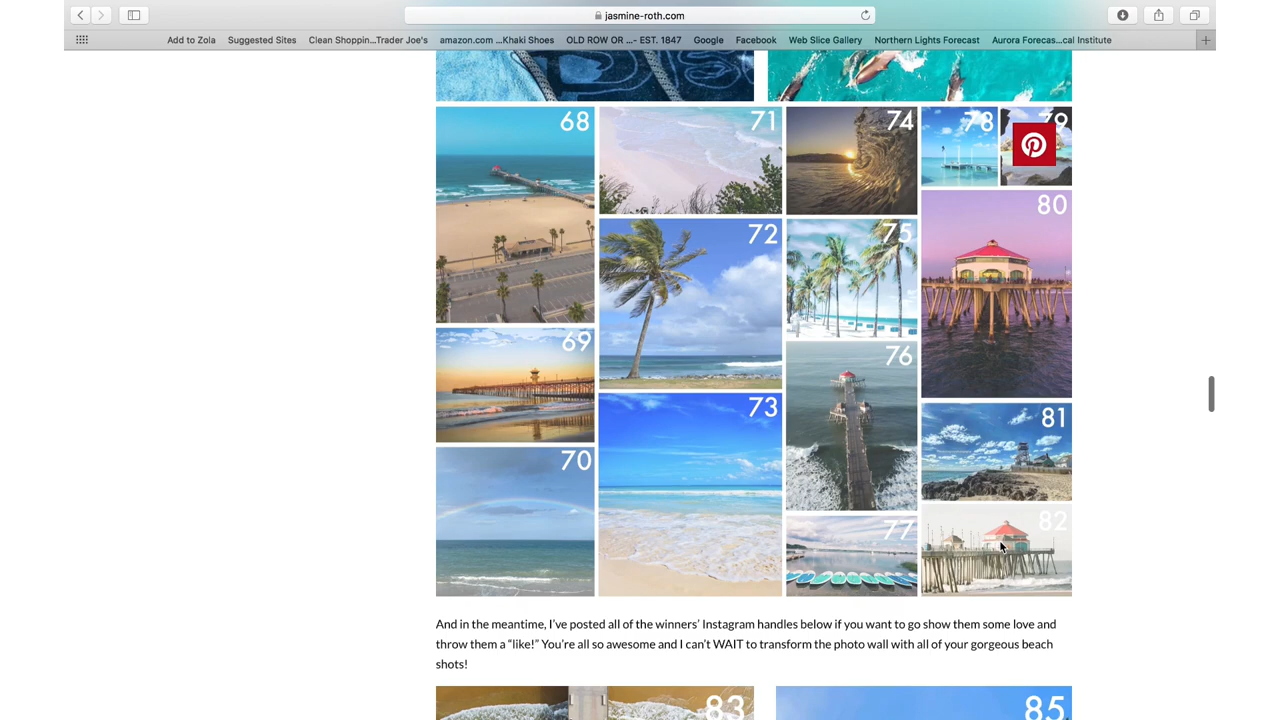 jasmine-roth.com
Add to Zola Suggested Sites Clean Shoppin...Trader Joe's amazon.com ...Khaki Shoes OLD ROW OR ...- EST. 1847 Google Facebook Web Slice Gallery Northern Lights Forecast Aurora Forecas...cal Institute
68 71 74 78 79
80
72 75
69 76
73 81
70
82
77
And in the meantime, I've posted all of the winners' Instagram handles below if you want to go show them some love and
throw them a "like!" You're all so awesome and I can't WAIT to transform the photo wall with all of your gorgeous beach
shots!
83 85